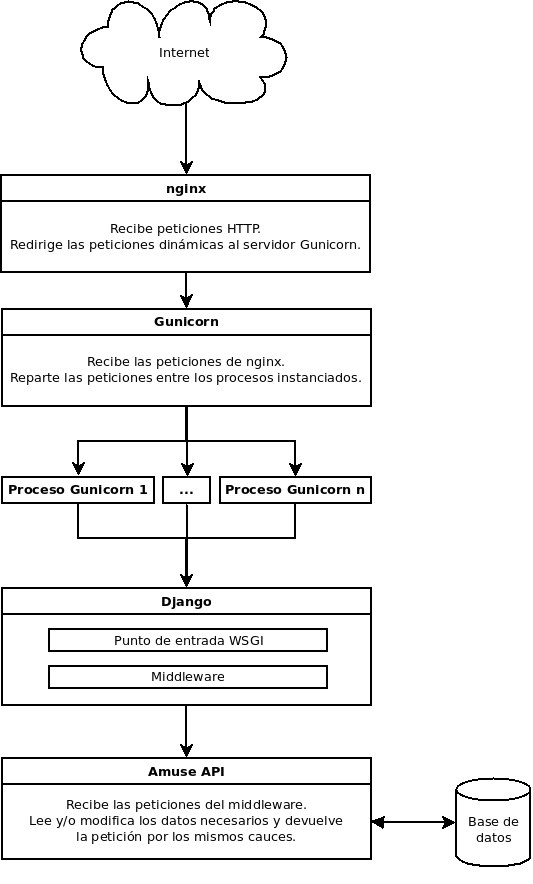 Internet
nginx
Recibe peticiones HTTP.
Redirige las peticiones dinámicas al servidor Gunicorn.
Gunicorn
Recibe las peticiones de nginx.
Reparte las peticiones entre los procesos instanciados.
Proceso Gunicorn 1
...
Proceso Gunicorn n
Django
Punto de entrada WSGI
Middleware
Amuse API
Recibe las peticiones del middleware.
Lee y/o modifica los datos necesarios y devuelve
la petición por los mismos cauces.
Base de
datos